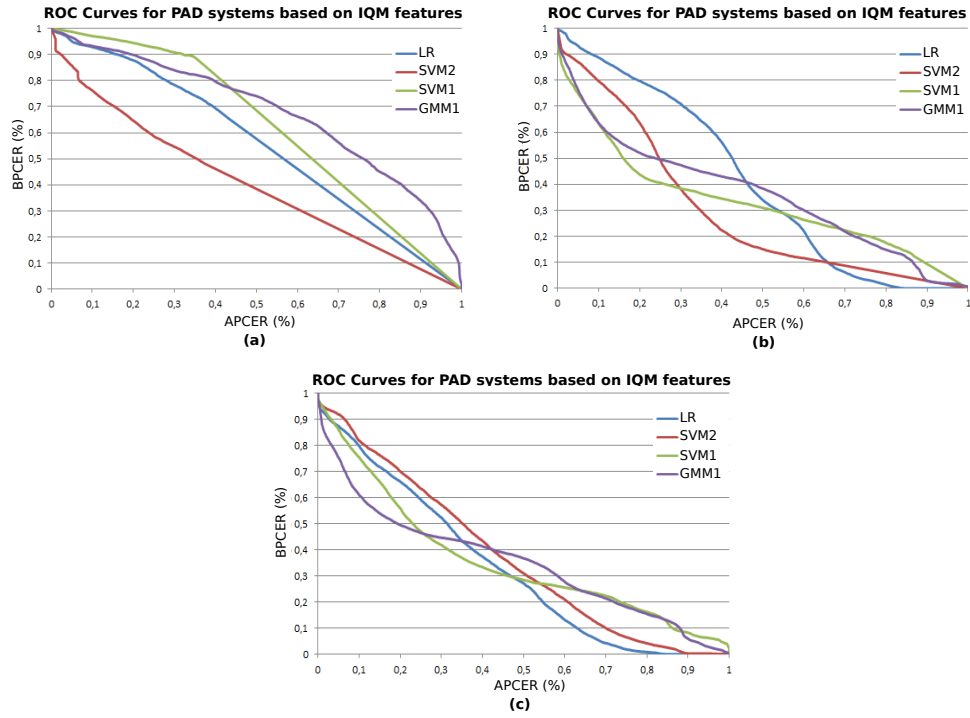 ROC Curves for PAD systems based on IQM features
1
0,9
0,8
0,7
0,6
0,5
0,4
0,3
0,2
0,1
0
BPCER (%)
LR
SVM2
SVM1
GMM1
0 0,1 0,2 0,3 0,4 0,5 0,6 0,7 0,8 0,9 1
APCER (%)
(a)
ROC Curves for PAD systems based on IQM features
1
0,9
0,8
0,7
0,6
0,5
0,4
0,3
0,2
0,1
0
BPCER (%)
LR
SVM2
SVM1
GMM1
0 0,1 0,2 0,3 0,4 0,5 0,6 0,7 0,8 0,9 1
APCER (%)
(b)
ROC Curves for PAD systems based on IQM features
1
0,9
0,8
0,7
0,6
0,5
0,4
0,3
0,2
0,1
0
BPCER (%)
LR
SVM2
SVM1
GMM1
0 0,1 0,2 0,3 0,4 0,5 0,6 0,7 0,8 0,9 1
APCER (%)
(c)